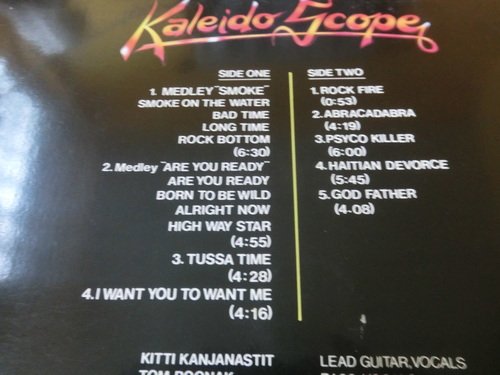 Kaleido Scope
SIDE ONE
1. MEDLEY "SMOKE"
SMOKE ON THE WATER
BAD TIME
LONG TIME
ROCK BOTTOM
(6:30)
2. Medley "ARE YOU READY"
ARE YOU READY
BORN TO BE WILD
ALRIGHT NOW
HIGH WAY STAR
(4:55)
3. TUSSA TIME
(4:28)
4.I WANT YOU TO WANT ME
(4:16)
SIDE TWO
1.ROCK FIRE
(0:53)
2.ABRACADABRA
(4:19)
3.PSYCO KILLER
(6:00)
4.HAITIAN DEVORCE
(5:45)
5.GOD FATHER
(4-08)
KITTI KANJANASTIT LEAD GUITAR,VOCALS
TOM